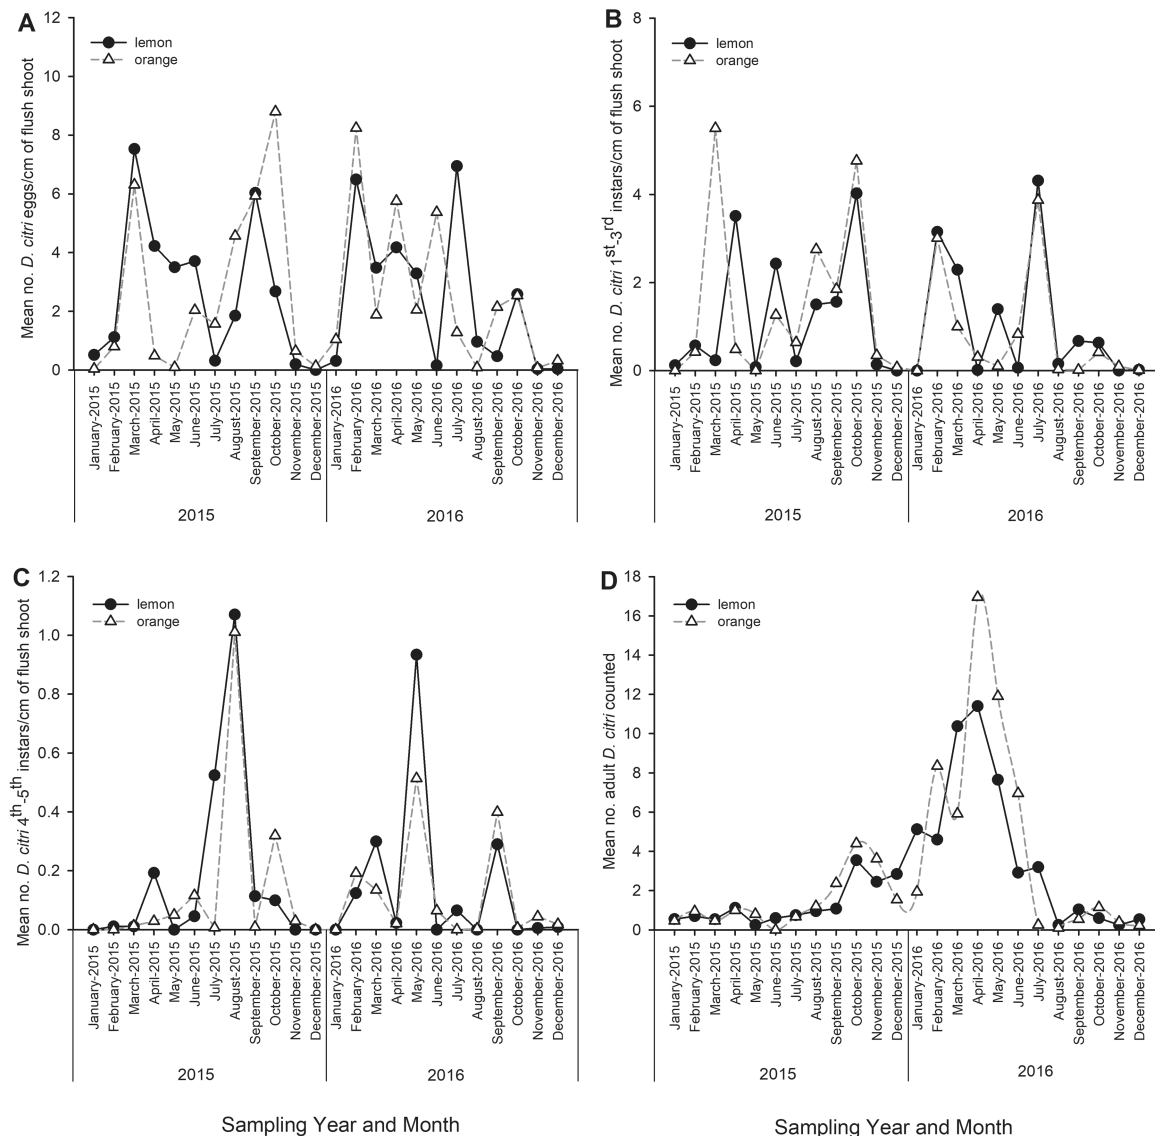 A
Mean no. D. citri eggs/cm of flush shoot
12
10
8
6
4
2
0
lemon
orange
January-2015
February-2015
March-2015
April-2015
May-2015
June-2015
July-2015
August-2015
September-2015
October-2015
November-2015
December-2015
January-2016
February-2016
March-2016
April-2016
May-2016
June-2016
July-2016
August-2016
September-2016
October-2016
November-2016
December-2016
2015
2016
B
Mean no. D. citri 1st-3rd instars/cm of flush shoot
8
6
4
2
0
lemon
orange
January-2015
February-2015
March-2015
April-2015
May-2015
June-2015
July-2015
August-2015
September-2015
October-2015
November-2015
December-2015
January-2016
February-2016
March-2016
April-2016
May-2016
June-2016
July-2016
August-2016
September-2016
October-2016
November-2016
December-2016
2015
2016
C
Mean no. D. citri 4th-5th instars/cm of flush shoot
1.2
1.0
0.8
0.6
0.4
0.2
0.0
lemon
orange
January-2015
February-2015
March-2015
April-2015
May-2015
June-2015
July-2015
August-2015
September-2015
October-2015
November-2015
December-2015
January-2016
February-2016
March-2016
April-2016
May-2016
June-2016
July-2016
August-2016
September-2016
October-2016
November-2016
December-2016
2015
2016
Sampling Year and Month
D
Mean no. adult D. citri counted
18
16
14
12
10
8
6
4
2
0
lemon
orange
January-2015
February-2015
March-2015
April-2015
May-2015
June-2015
July-2015
August-2015
September-2015
October-2015
November-2015
December-2015
January-2016
February-2016
March-2016
April-2016
May-2016
June-2016
July-2016
August-2016
September-2016
October-2016
November-2016
December-2016
2015
2016
Sampling Year and Month